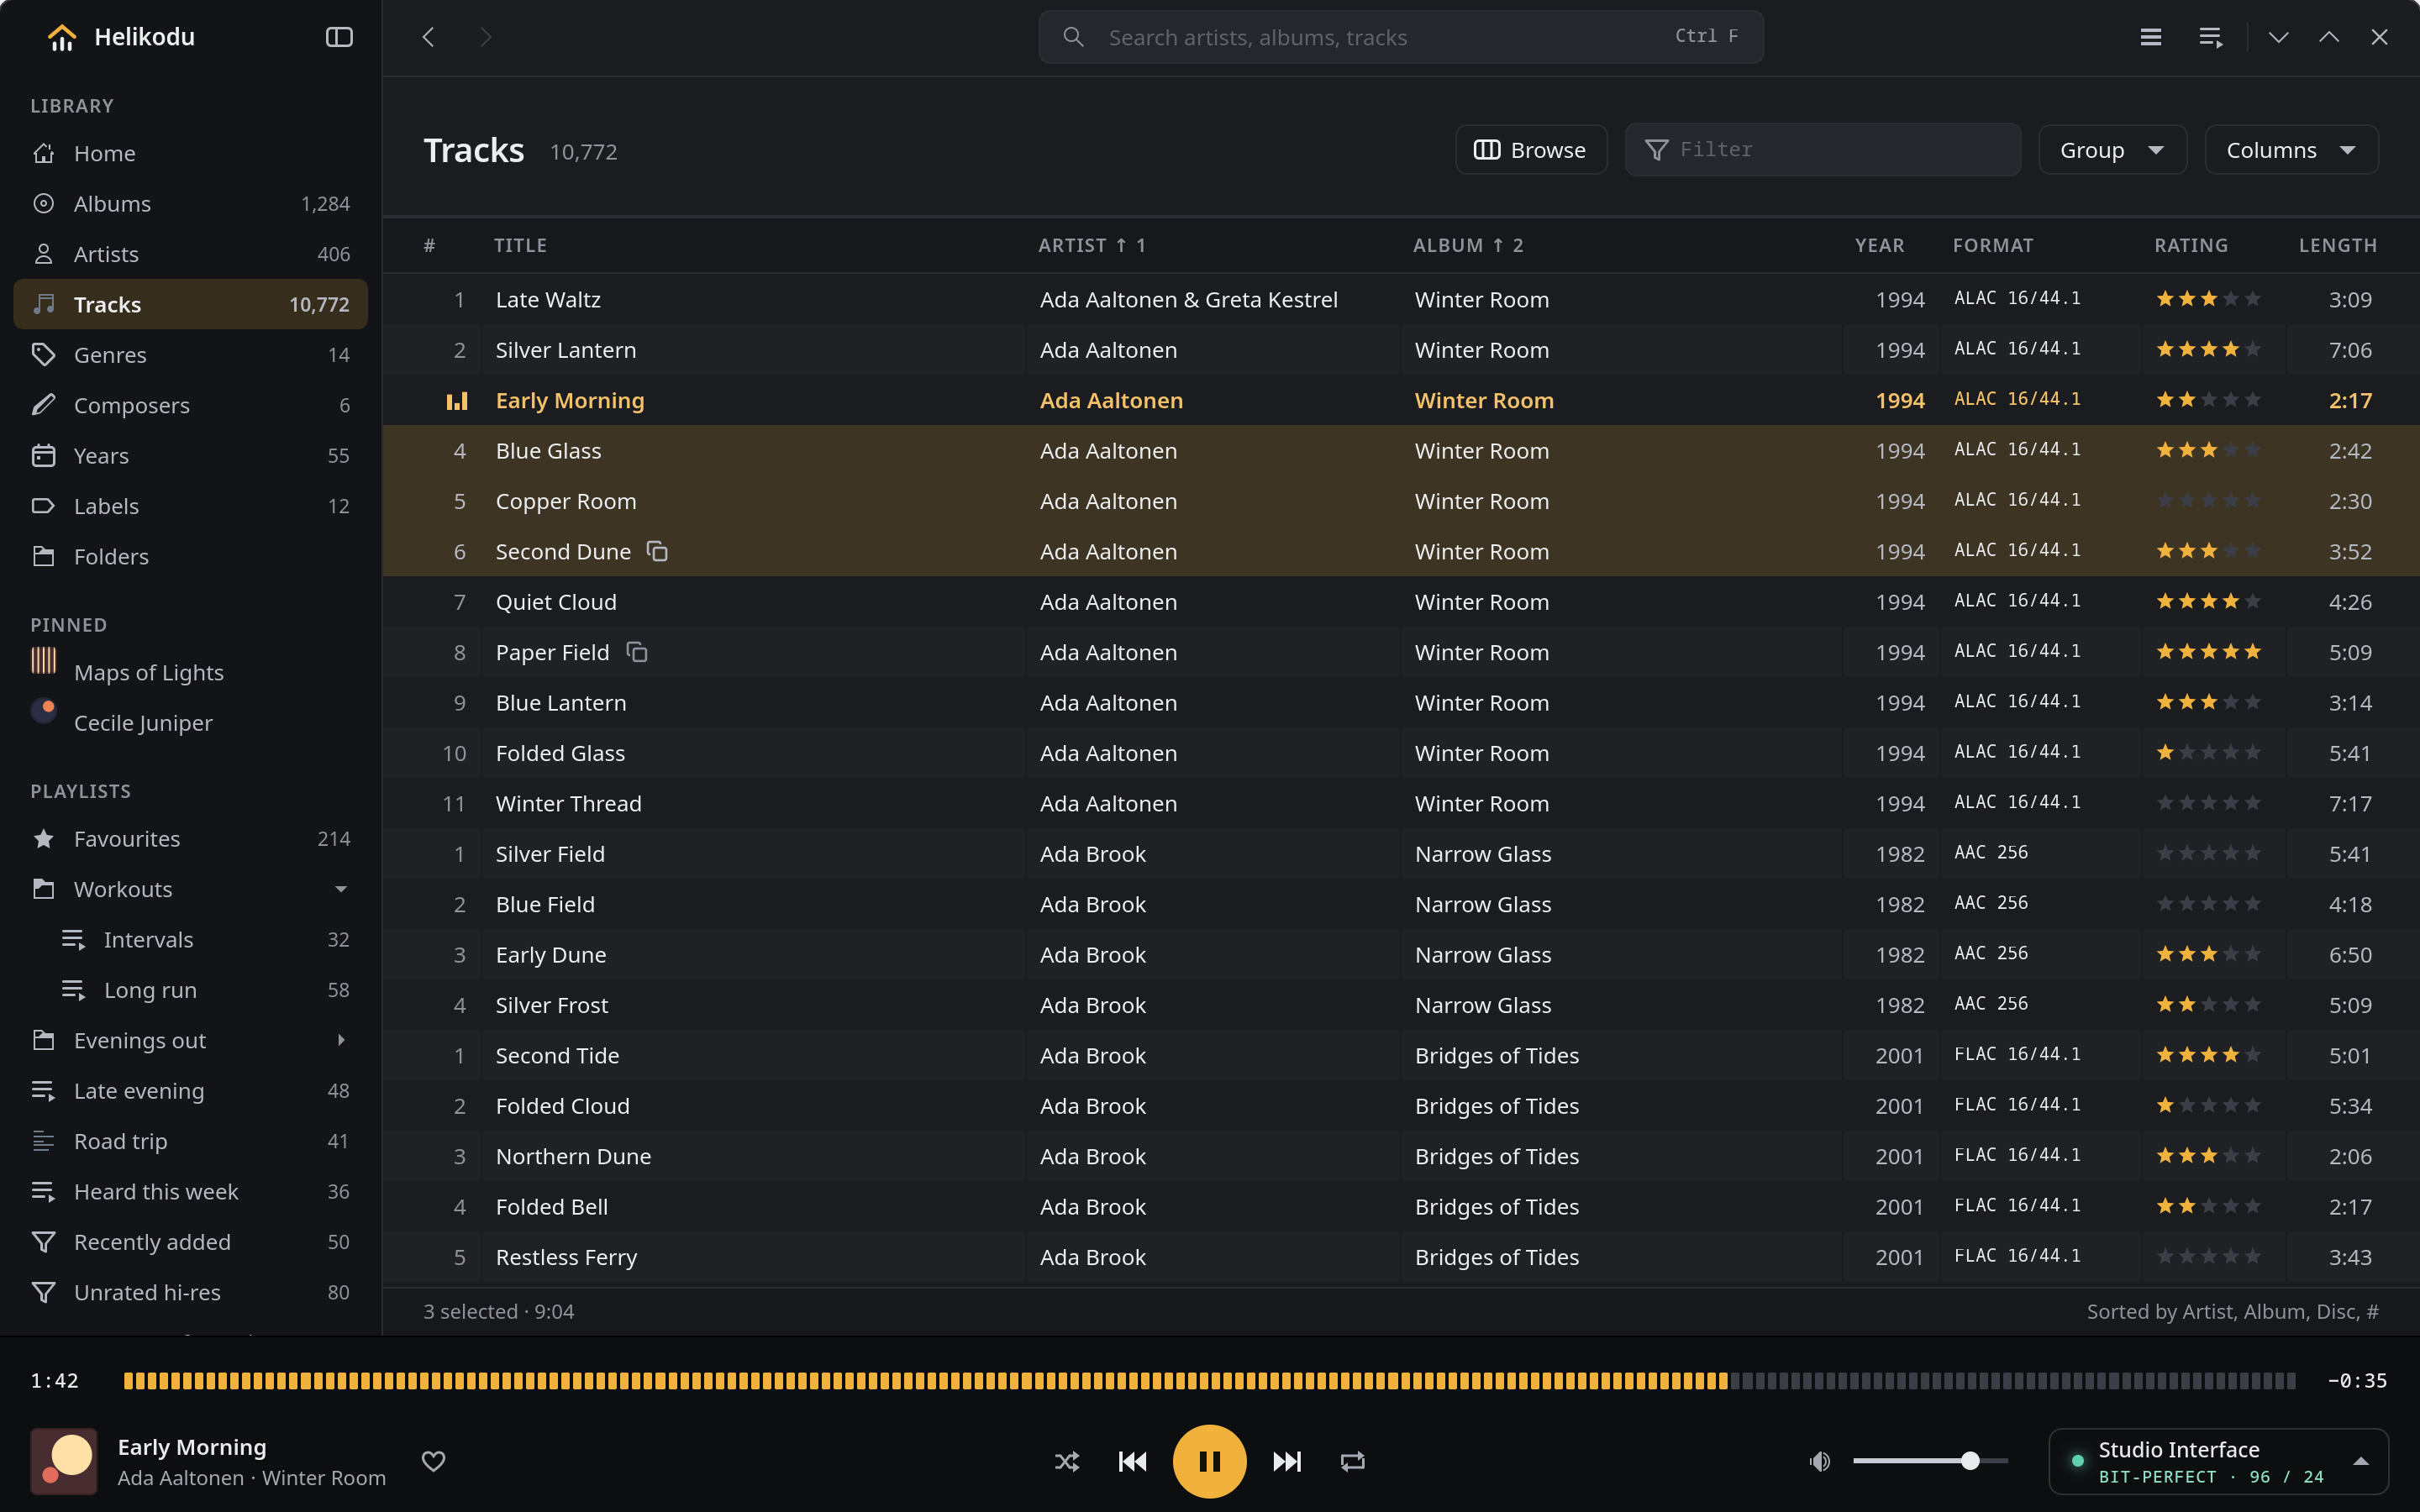 Helikodu
Search artists, albums, tracks Ctrl F
LIBRARY
Home
Albums 1,284
Artists 406
Tracks 10,772
Genres 14
Composers 6
Years 55
Labels 12
Folders
PINNED
Maps of Lights
Cecile Juniper
PLAYLISTS
Favourites 214
Workouts
Intervals 32
Long run 58
Evenings out
Late evening 48
Road trip 41
Heard this week 36
Recently added 50
Unrated hi-res 80
Tracks 10,772 Browse Filter Group Columns
# TITLE ARTIST ↑ 1 ALBUM ↑ 2 YEAR FORMAT RATING LENGTH
1 Late Waltz Ada Aaltonen & Greta Kestrel Winter Room 1994 ALAC 16/44.1 3:09
2 Silver Lantern Ada Aaltonen Winter Room 1994 ALAC 16/44.1 7:06
Early Morning Ada Aaltonen Winter Room 1994 ALAC 16/44.1 2:17
4 Blue Glass Ada Aaltonen Winter Room 1994 ALAC 16/44.1 2:42
5 Copper Room Ada Aaltonen Winter Room 1994 ALAC 16/44.1 2:30
6 Second Dune Ada Aaltonen Winter Room 1994 ALAC 16/44.1 3:52
7 Quiet Cloud Ada Aaltonen Winter Room 1994 ALAC 16/44.1 4:26
8 Paper Field Ada Aaltonen Winter Room 1994 ALAC 16/44.1 5:09
9 Blue Lantern Ada Aaltonen Winter Room 1994 ALAC 16/44.1 3:14
10 Folded Glass Ada Aaltonen Winter Room 1994 ALAC 16/44.1 5:41
11 Winter Thread Ada Aaltonen Winter Room 1994 ALAC 16/44.1 7:17
1 Silver Field Ada Brook Narrow Glass 1982 AAC 256 5:41
2 Blue Field Ada Brook Narrow Glass 1982 AAC 256 4:18
3 Early Dune Ada Brook Narrow Glass 1982 AAC 256 6:50
4 Silver Frost Ada Brook Narrow Glass 1982 AAC 256 5:09
1 Second Tide Ada Brook Bridges of Tides 2001 FLAC 16/44.1 5:01
2 Folded Cloud Ada Brook Bridges of Tides 2001 FLAC 16/44.1 5:34
3 Northern Dune Ada Brook Bridges of Tides 2001 FLAC 16/44.1 2:06
4 Folded Bell Ada Brook Bridges of Tides 2001 FLAC 16/44.1 2:17
5 Restless Ferry Ada Brook Bridges of Tides 2001 FLAC 16/44.1 3:43
3 selected · 9:04 Sorted by Artist, Album, Disc, #
1:42 −0:35
Early Morning
Ada Aaltonen · Winter Room
Studio Interface
BIT-PERFECT · 96 / 24